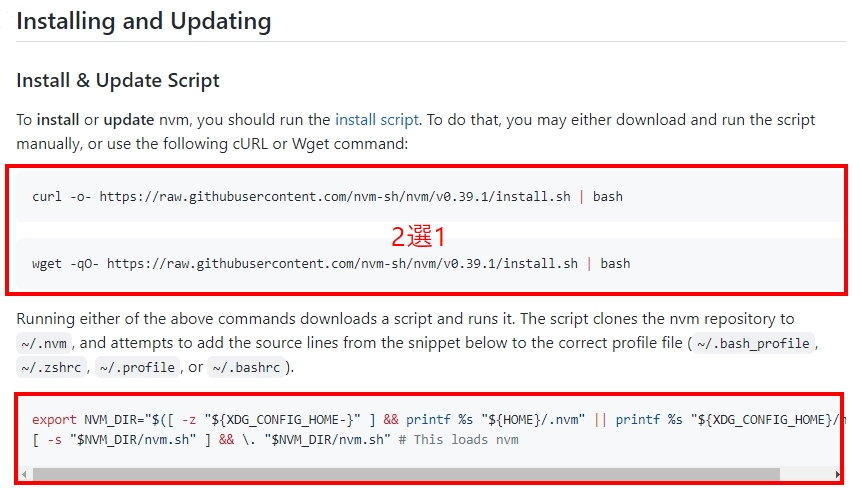 Installing and Updating
Install & Update Script
To install or update nvm, you should run the install script. To do that, you may either download and run the script
manually, or use the following cURL or Wget command:
curl -o- https://raw.githubusercontent.com/nvm-sh/nvm/v0.39.1/install.sh | bash
2選1
wget -qO- https://raw.githubusercontent.com/nvm-sh/nvm/v0.39.1/install.sh | bash
Running either of the above commands downloads a script and runs it. The script clones the nvm repository to
~/.nvm, and attempts to add the source lines from the snippet below to the correct profile file (~/.bash_profile,
~/.zshrc, ~/.profile, or ~/.bashrc).
export NVM_DIR="$([ -z "${XDG_CONFIG_HOME-}" ] && printf %s "${HOME}/.nvm" || printf %s "${XDG_CONFIG_HOME}/
[ -s "$NVM_DIR/nvm.sh" ] && \. "$NVM_DIR/nvm.sh" # This loads nvm